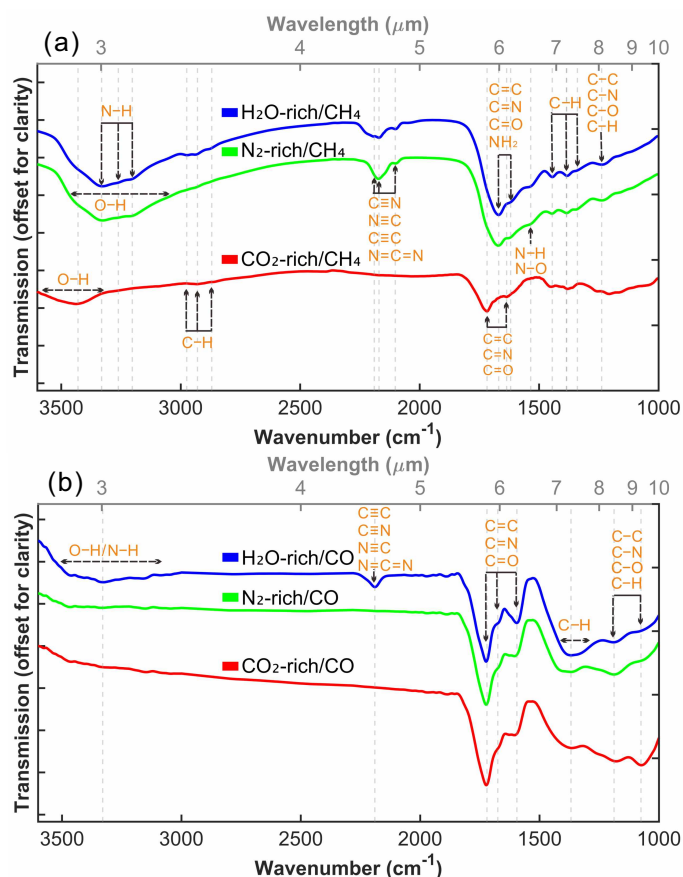 (a)
Wavelength (μm)
3 4 5 6 7 8 9 10
Transmission (offset for clarity)
N−H
H₂O-rich/CH₄
N₂-rich/CH₄
O−H
C≡N
N≡C
C≡C
N=C=N
C=C
C=N
C=O
NH₂
C−H
C−C
C−N
C−O
C−H
N−H
N−O
CO₂-rich/CH₄
O−H
C−H
C=C
C=N
C=O
3500 3000 2500 2000 1500 1000
Wavenumber (cm⁻¹)
(b)
Wavelength (μm)
3 4 5 6 7 8 9 10
Transmission (offset for clarity)
O−H/N−H
H₂O-rich/CO
N₂-rich/CO
CO₂-rich/CO
C≡C
C≡N
N≡C
N=C=N
C=C
C=N
C=O
C−H
C−C
C−N
C−O
C−H
3500 3000 2500 2000 1500 1000
Wavenumber (cm⁻¹)